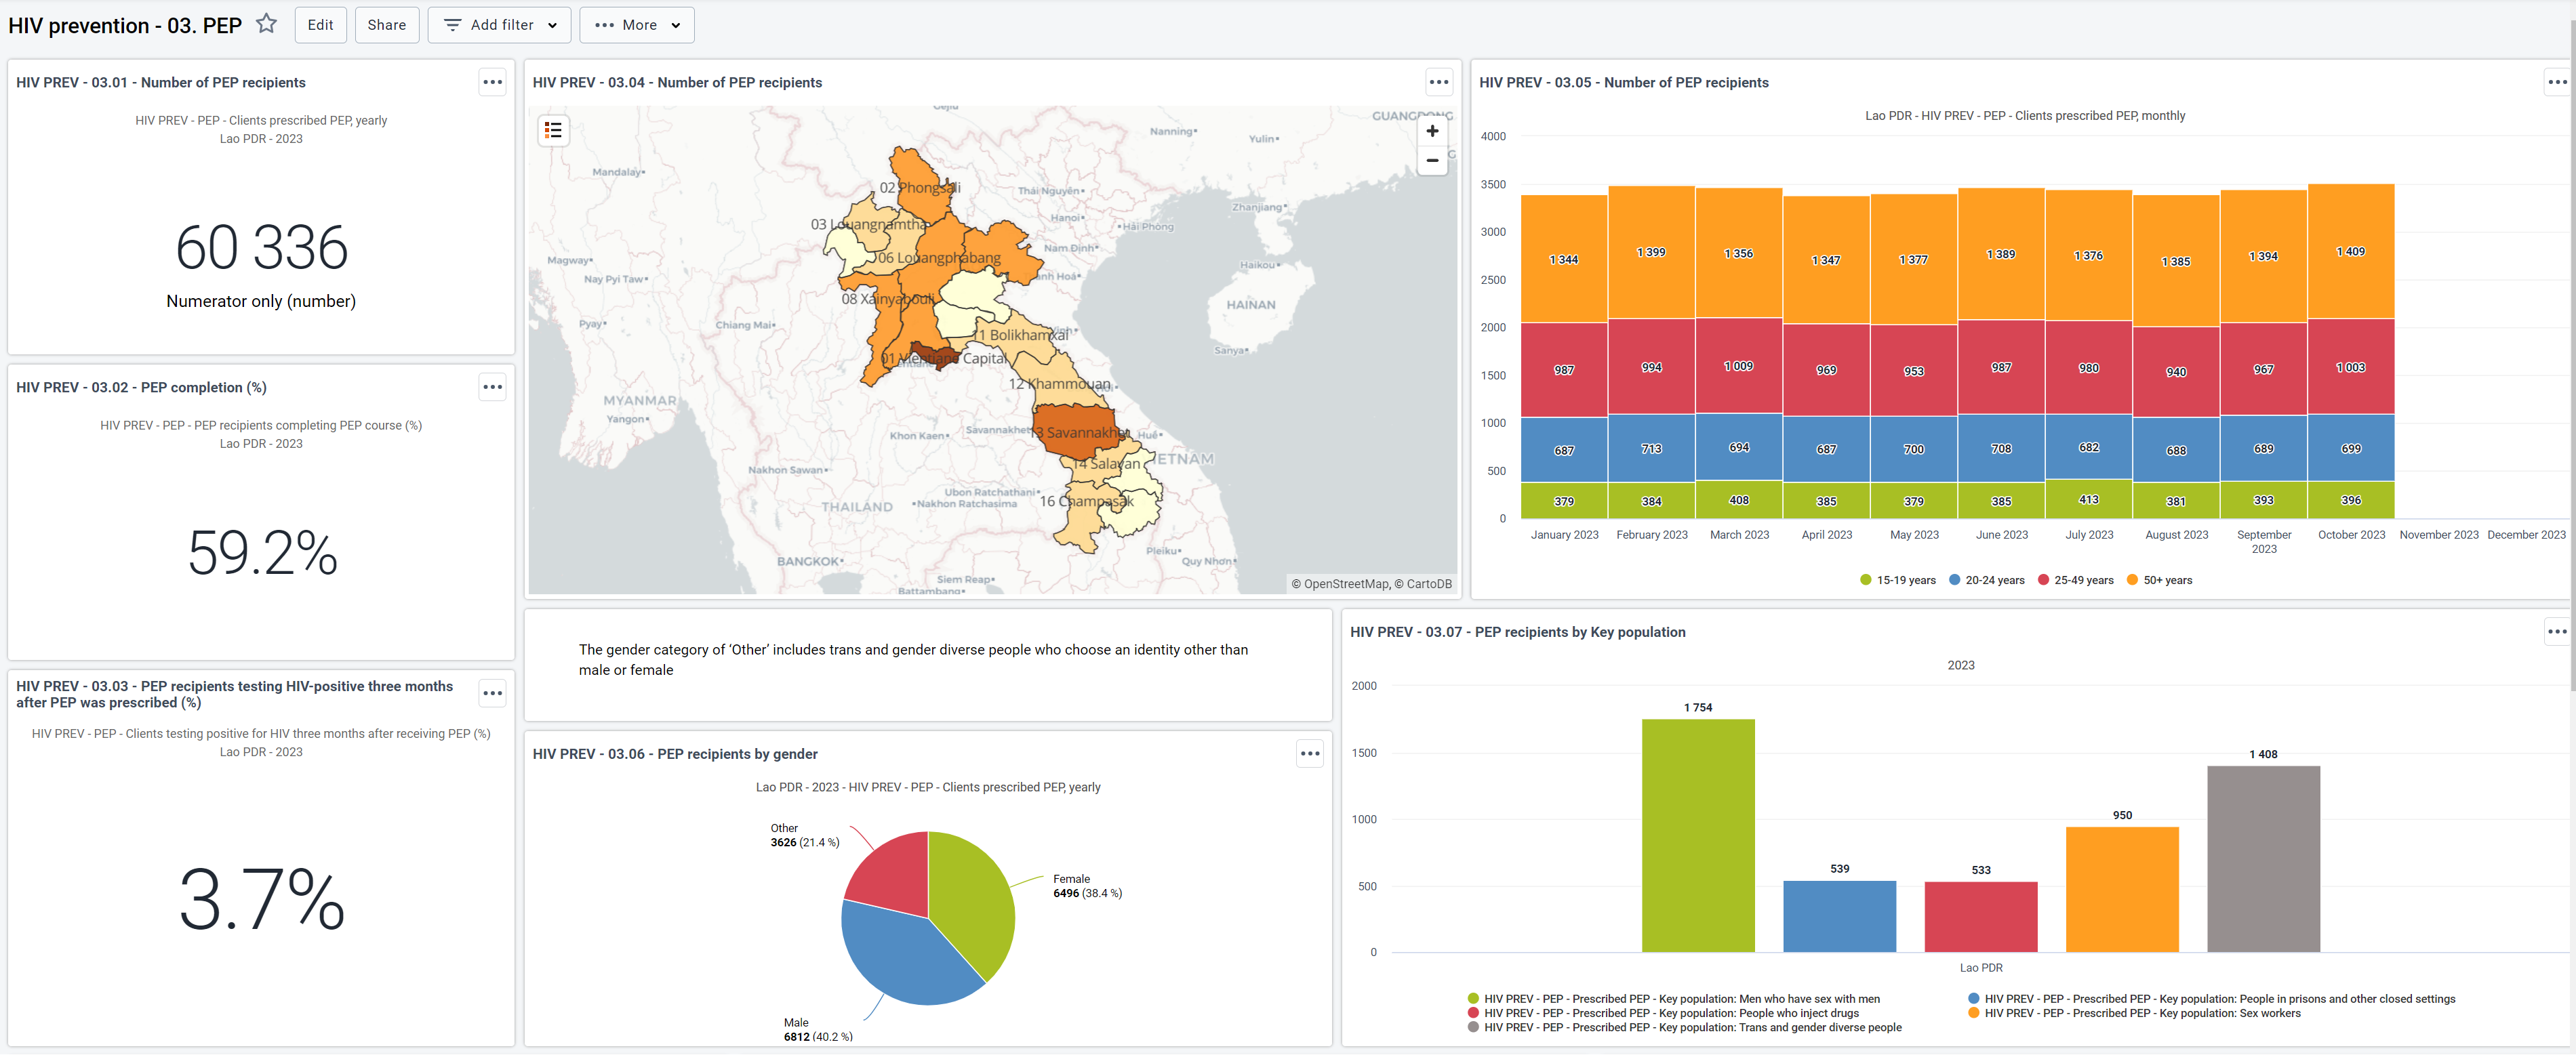 HIV prevention - 03. PEP
Edit
Share
Add filter
More
HIV PREV - 03.01 - Number of PEP recipients
HIV PREV - PEP - Clients prescribed PEP, yearly
Lao PDR - 2023
60 336
Numerator only (number)
HIV PREV - 03.02 - PEP completion (%)
HIV PREV - PEP - PEP recipients completing PEP course (%)
Lao PDR - 2023
59.2%
HIV PREV - 03.03 - PEP recipients testing HIV-positive three months
after PEP was prescribed (%)
HIV PREV - PEP - Clients testing positive for HIV three months after receiving PEP (%)
Lao PDR - 2023
3.7%
HIV PREV - 03.04 - Number of PEP recipients
Gejiu
GUANGDONG
Nanning
Yulin
Mandalay
02 Phongsali
Thái Nguyên
Zhanjiang
03 Louangnamtha
Hanoi
Hải Phòng
Nam Định
Magway
06 Louangphabang
Haikou
Nay Pyi Taw
anh Hoá
08 Xainyabouli
HAINAN
Pyay
Chiang Mai
Vinh
11 Bolikhamxai
Sanya
01 Vientiane Capital
12 Khammouan
MYANMAR
Yangon
Khon Kaen
Savannakhet
13 Savannakhet
Huế
Nakhon Sawan
14 Salavan
IETNAM
Ubon Ratchathani
16 Champasak
THAILAND
Nakhon Ratchasima
Pleiku
BANGKOK
Quy Nhơn
Siem Reap
Battambang
© OpenStreetMap, © CartoDB
HIV PREV - 03.05 - Number of PEP recipients
Lao PDR - HIV PREV - PEP - Clients prescribed PEP, monthly
4000
3500
3000
2500
2000
1500
1000
500
0
1 344 1 399 1 356 1 347 1 377 1 389 1 376 1 385 1 394 1 409
987 994 1 009 969 953 987 980 940 967 1 003
687 713 694 687 700 708 682 688 689 699
379 384 408 385 379 385 413 381 393 396
January 2023 February 2023 March 2023 April 2023 May 2023 June 2023 July 2023 August 2023 September 2023 October 2023 November 2023 December 2023
15-19 years 20-24 years 25-49 years 50+ years
The gender category of ‘Other’ includes trans and gender diverse people who choose an identity other than
male or female
HIV PREV - 03.06 - PEP recipients by gender
Lao PDR - 2023 - HIV PREV - PEP - Clients prescribed PEP, yearly
Other
3626 (21.4 %)
Female
6496 (38.4 %)
Male
6812 (40.2 %)
HIV PREV - 03.07 - PEP recipients by Key population
2023
2000
1500
1000
500
0
1 754
539
533
950
1 408
Lao PDR
HIV PREV - PEP - Prescribed PEP - Key population: Men who have sex with men
HIV PREV - PEP - Prescribed PEP - Key population: People in prisons and other closed settings
HIV PREV - PEP - Prescribed PEP - Key population: People who inject drugs
HIV PREV - PEP - Prescribed PEP - Key population: Sex workers
HIV PREV - PEP - Prescribed PEP - Key population: Trans and gender diverse people